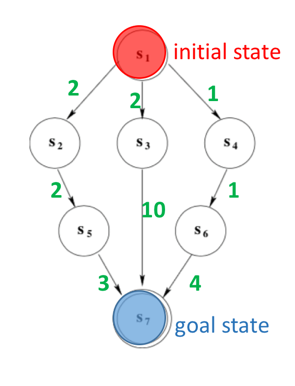 s₁ initial state
2 2 1
s₂ s₃ s₄
2 10 1
s₅ s₆
3 4
s₇ goal state